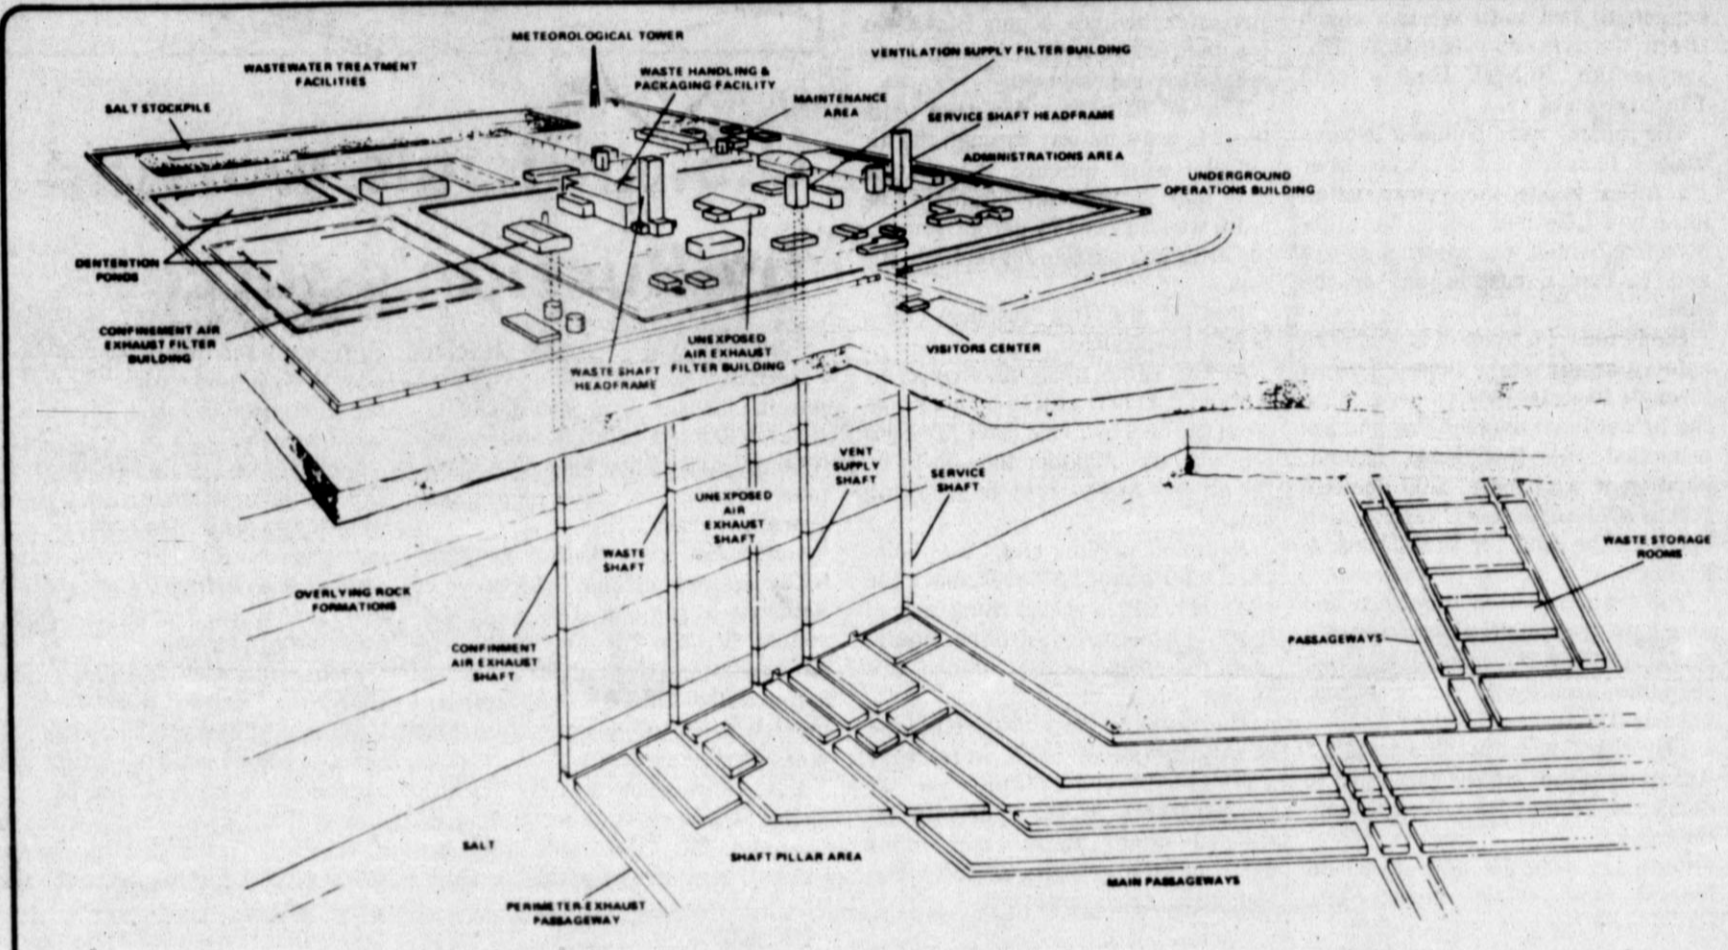 METEOROLOGICAL TOWER
WASTEWATER TREATMENT
FACILITIES
SALT STOCKPILE
WASTE HANDLING &
PACKAGING FACILITY
VENTILATION SUPPLY FILTER BUILDING
MAINTENANCE
AREA
SERVICE SHAFT HEADFRAME
ADMINISTRATIONS AREA
UNDERGROUND
OPERATIONS BUILDING
DENTENTION
PONDS
CONFINEMENT AIR
EXHAUST FILTER
BUILDING
WASTE SHAFT
HEADFRAME
UNEXPOSED
AIR EXHAUST
FILTER BUILDING
VISITORS CENTER
VENT
SUPPLY
SHAFT
SERVICE
SHAFT
UNEXPOSED
AIR
EXHAUST
SHAFT
WASTE
SHAFT
WASTE STORAGE
ROOMS
OVERLYING ROCK
FORMATIONS
CONFINMENT
AIR EXHAUST
SHAFT
PASSAGEWAYS
SALT
SHAFT PILLAR AREA
MAIN PASSAGEWAYS
PERIMETER EXHAUST
PASSAGEWAY